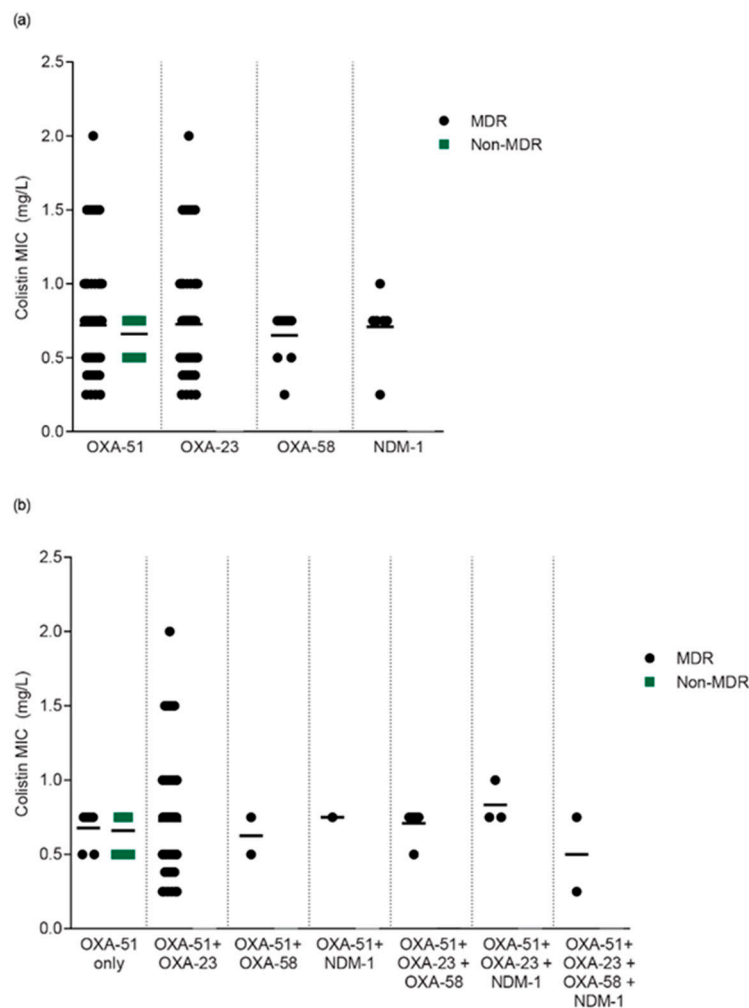 (a)
2.5
2.0
1.5
1.0
0.5
0.0
Colistin MIC (mg/L)
MDR
Non-MDR
OXA-51 OXA-23 OXA-58 NDM-1
(b)
2.5
2.0
1.5
1.0
0.5
0.0
Colistin MIC (mg/L)
MDR
Non-MDR
OXA-51
only
OXA-51+
OXA-23
OXA-51+
OXA-58
OXA-51+
NDM-1
OXA-51+
OXA-23 +
OXA-58
OXA-51+
OXA-23 +
NDM-1
OXA-51+
OXA-23 +
OXA-58 +
NDM-1